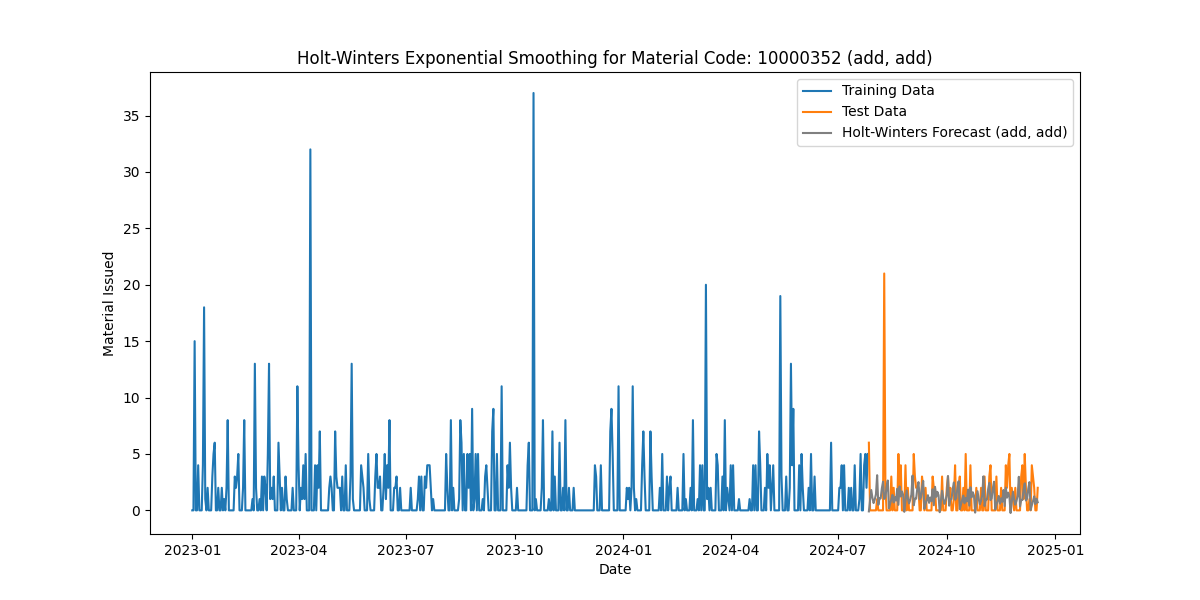 Holt-Winters Exponential Smoothing for Material Code: 10000352 (add, add)
Training Data
Test Data
Holt-Winters Forecast (add, add)
Material Issued
35
30
25
20
15
10
5
0
2023-01 2023-04 2023-07 2023-10 2024-01 2024-04 2024-07 2024-10 2025-01
Date